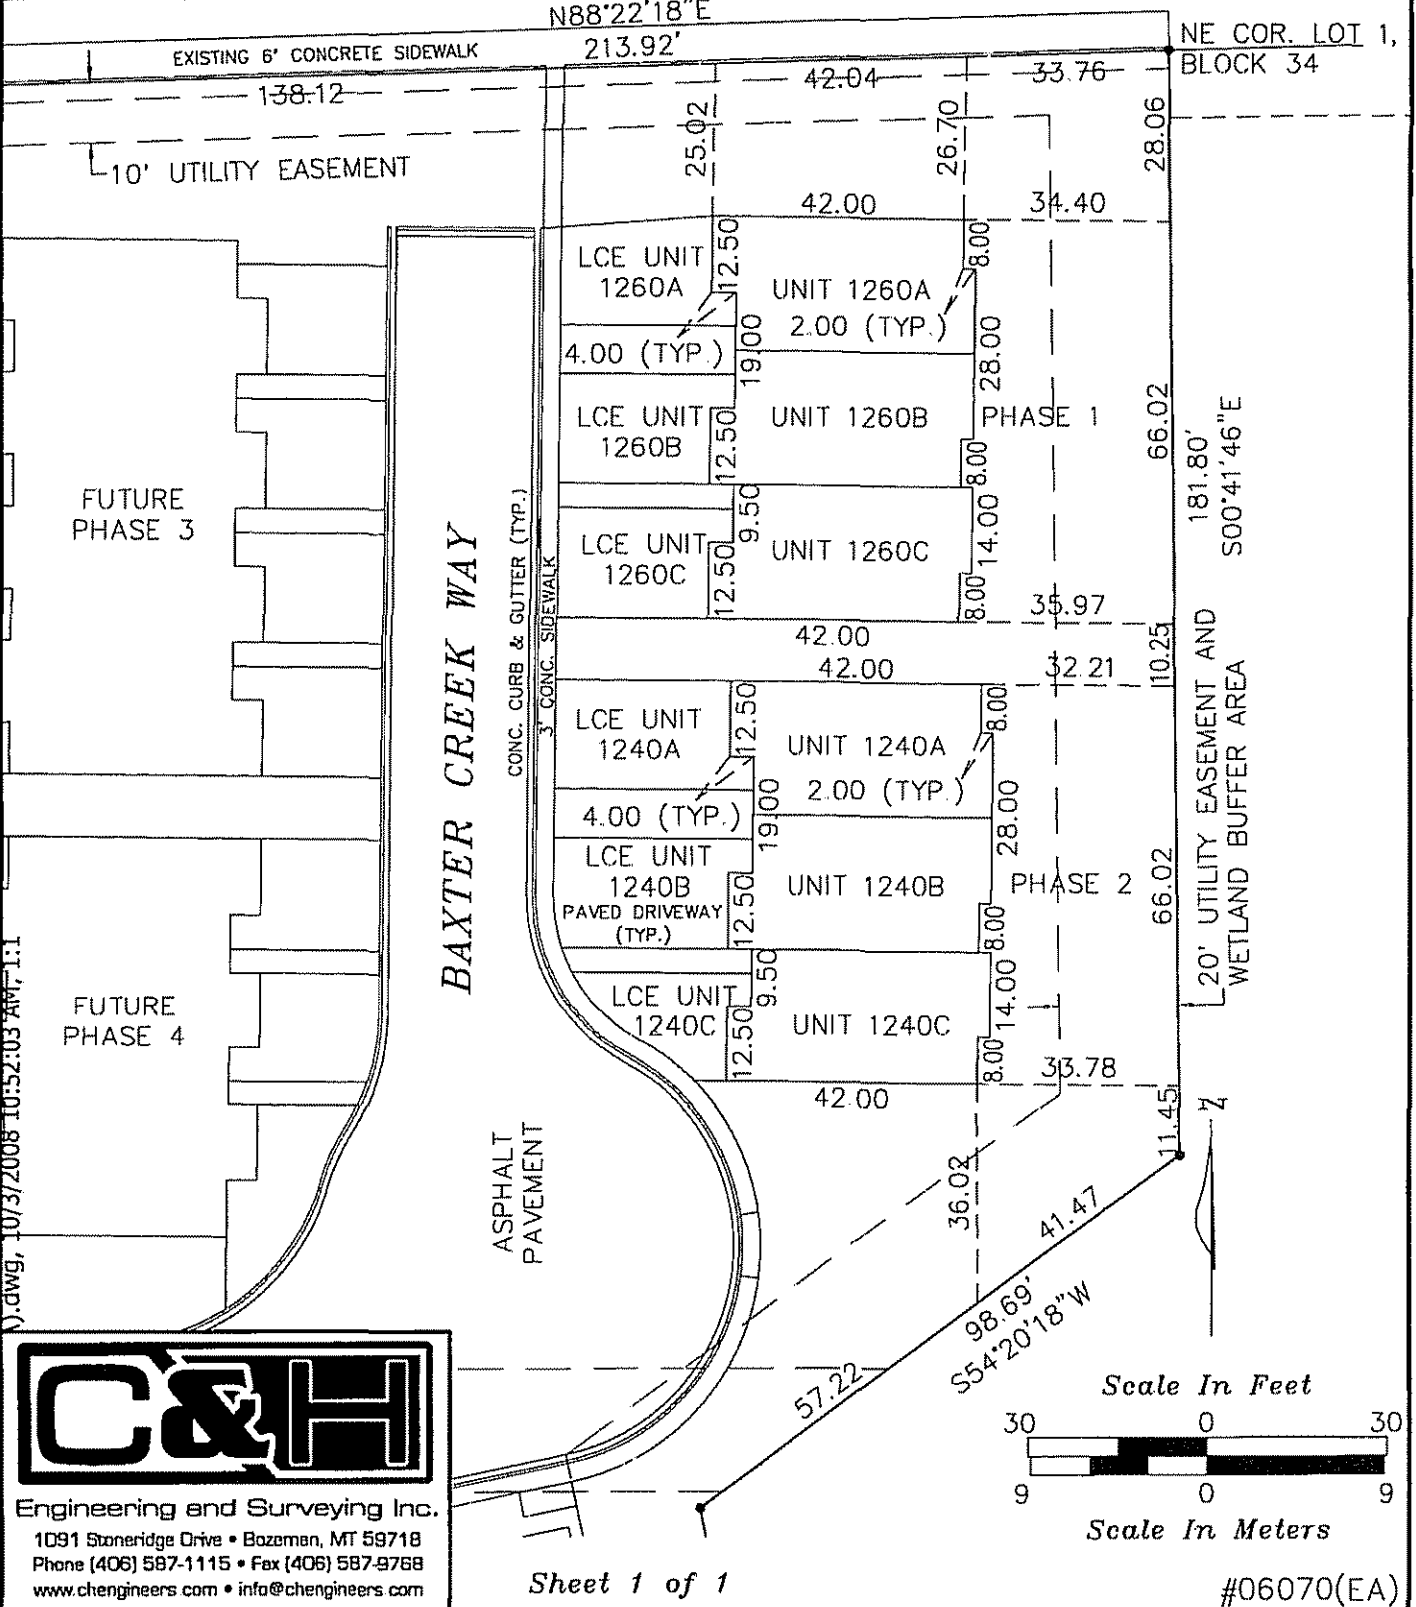 N88°22'18"E
213.92'
EXISTING 6' CONCRETE SIDEWALK
NE COR. LOT 1,
BLOCK 34
138.12
42.04
33.76
10' UTILITY EASEMENT
25.02
26.70
28.06
42.00
34.40
LCE UNIT
1260A
12.50
UNIT 1260A
8.00
2.00 (TYP.)
4.00 (TYP.)
19.00
28.00
LCE UNIT
1260B
12.50
UNIT 1260B
8.00
PHASE 1
66.02
181.80'
S00°41'46"E
FUTURE
PHASE 3
BAXTER CREEK WAY
CONC. CURB & GUTTER (TYP.)
3' CONC. SIDEWALK
9.50
LCE UNIT
1260C
12.50
UNIT 1260C
14.00
8.00
35.97
42.00
42.00
32.21
10.25
LCE UNIT
1240A
12.50
UNIT 1240A
8.00
2.00 (TYP.)
4.00 (TYP.)
19.00
28.00
LCE UNIT
1240B
PAVED DRIVEWAY
(TYP.)
12.50
UNIT 1240B
8.00
PHASE 2
66.02
20' UTILITY EASEMENT AND
WETLAND BUFFER AREA
FUTURE
PHASE 4
LCE UNIT
1240C
9.50
12.50
UNIT 1240C
14.00
8.00
33.78
42.00
11.45
N
ASPHALT
PAVEMENT
36.02
41.47
98.69'
S54°20'18"W
57.22
).dwg, 10/3/2008 10:52:03 AM, 1:1
C&H
Engineering and Surveying Inc.
1091 Stoneridge Drive • Bozeman, MT 59718
Phone (406) 587-1115 • Fax (406) 587-9768
www.chengineers.com • info@chengineers.com
Scale In Feet
30 0 30
9 0 9
Scale In Meters
Sheet 1 of 1
#06070(EA)